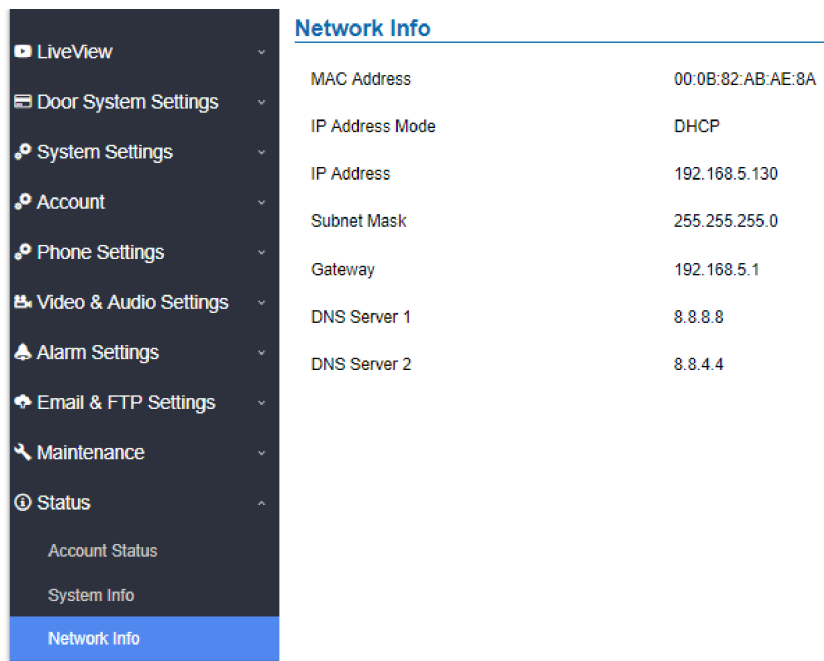 LiveView
Door System Settings
System Settings
Account
Phone Settings
Video & Audio Settings
Alarm Settings
Email & FTP Settings
Maintenance
Status
Account Status
System Info
Network Info
Network Info
MAC Address 00:0B:82:AB:AE:8A
IP Address Mode DHCP
IP Address 192.168.5.130
Subnet Mask 255.255.255.0
Gateway 192.168.5.1
DNS Server 1 8.8.8.8
DNS Server 2 8.8.4.4